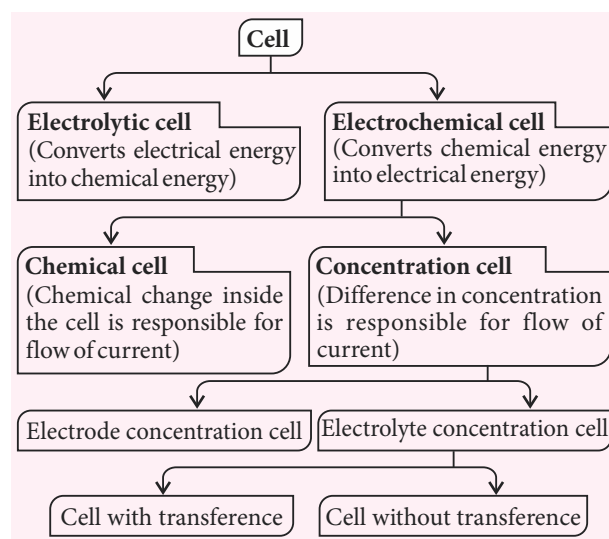 Cell
Electrolytic cell
(Converts electrical energy
into chemical energy)
Electrochemical cell
(Converts chemical energy
into electrical energy)
Chemical cell
(Chemical change inside
the cell is responsible for
flow of current)
Concentration cell
(Difference in concentration
is responsible for flow of
current)
Electrode concentration cell
Electrolyte concentration cell
Cell with transference
Cell without transference